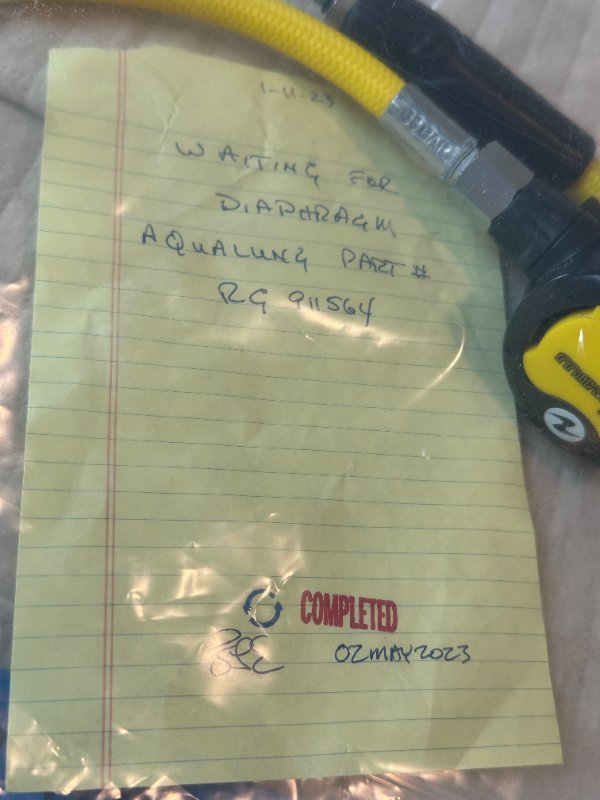 1-11-23
WAITING FOR
DIAPHRAGM
AQUALUNG PART #
RG 911564
COMPLETED
02MAY2023